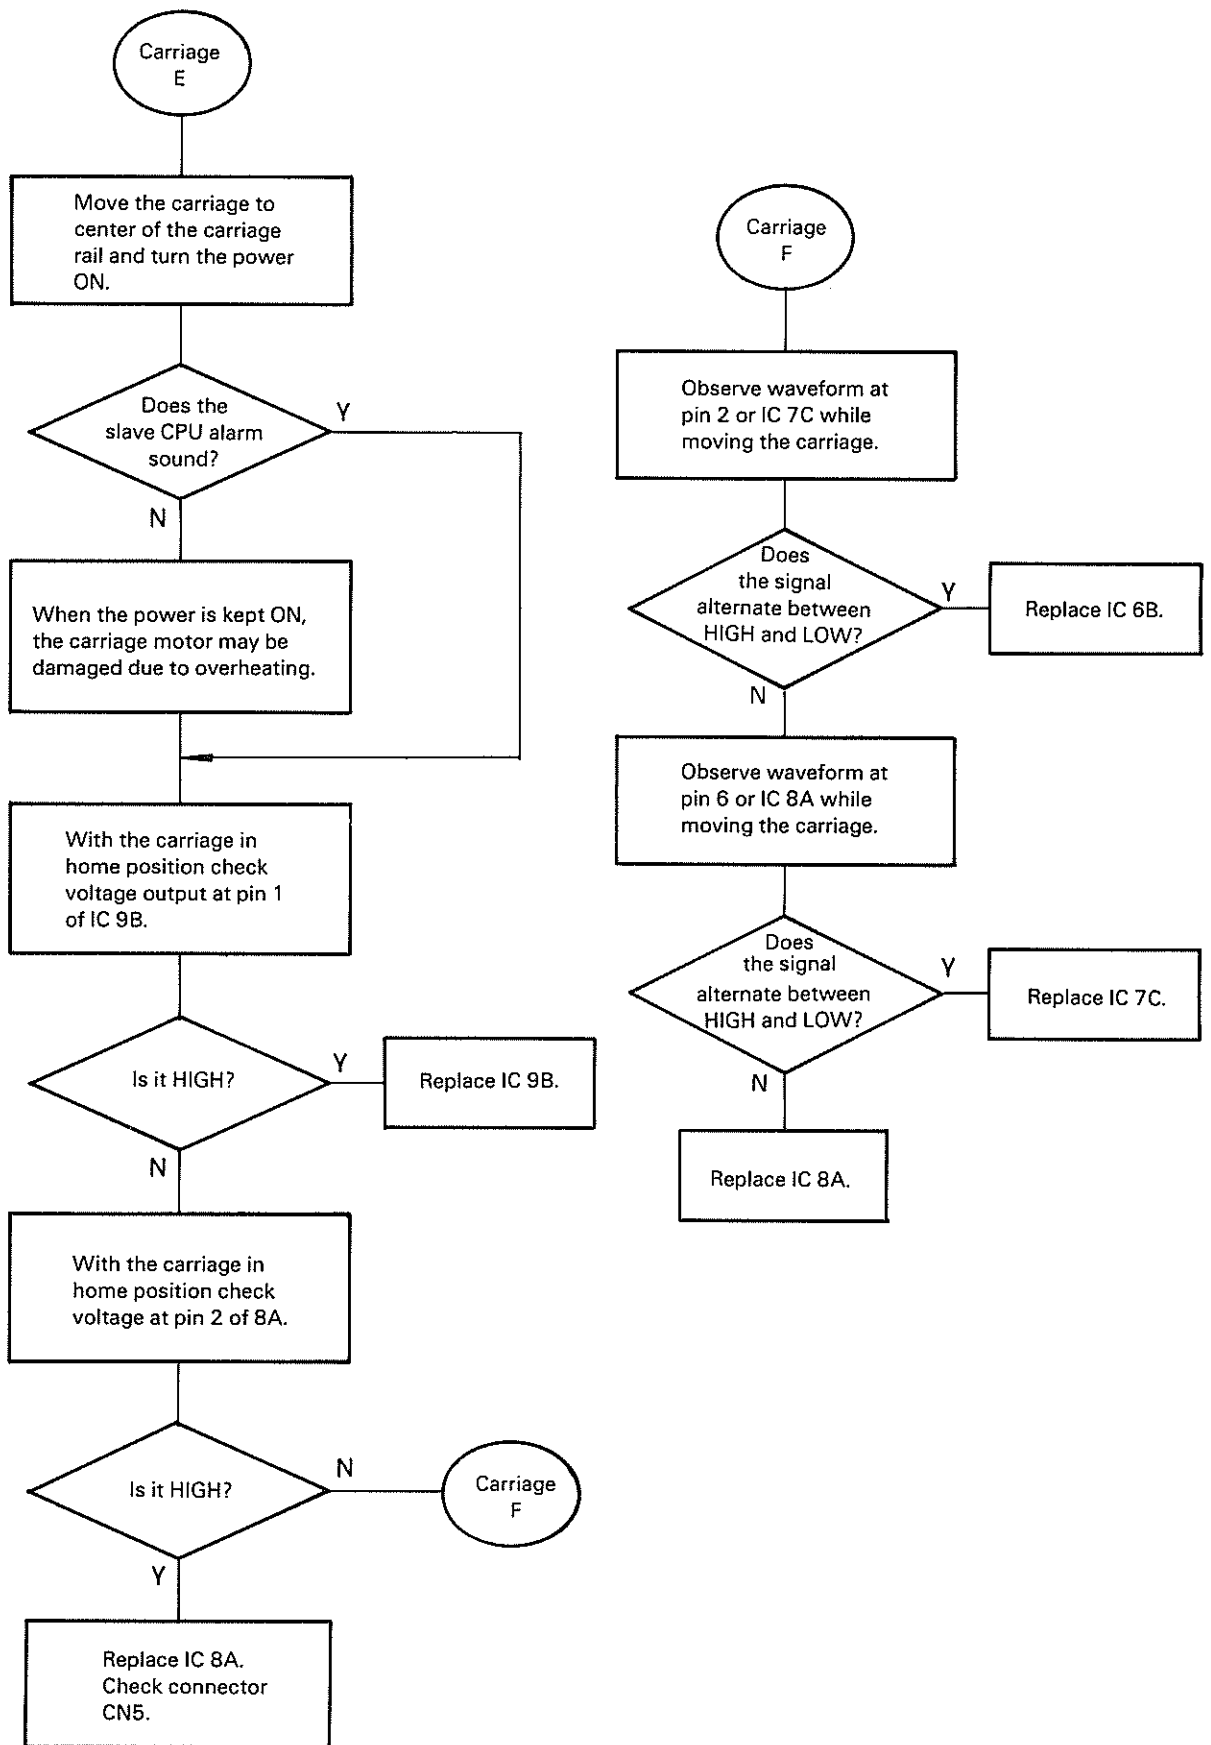 Carriage
E
Move the carriage to
center of the carriage
rail and turn the power
ON.
Does the
slave CPU alarm
sound?
Y
N
When the power is kept ON,
the carriage motor may be
damaged due to overheating.
With the carriage in
home position check
voltage output at pin 1
of IC 9B.
Is it HIGH?
Y
Replace IC 9B.
N
With the carriage in
home position check
voltage at pin 2 of 8A.
Is it HIGH?
N
Carriage
F
Y
Replace IC 8A.
Check connector
CN5.
Carriage
F
Observe waveform at
pin 2 or IC 7C while
moving the carriage.
Does
the signal
alternate between
HIGH and LOW?
Y
Replace IC 6B.
N
Observe waveform at
pin 6 or IC 8A while
moving the carriage.
Does
the signal
alternate between
HIGH and LOW?
Y
Replace IC 7C.
N
Replace IC 8A.